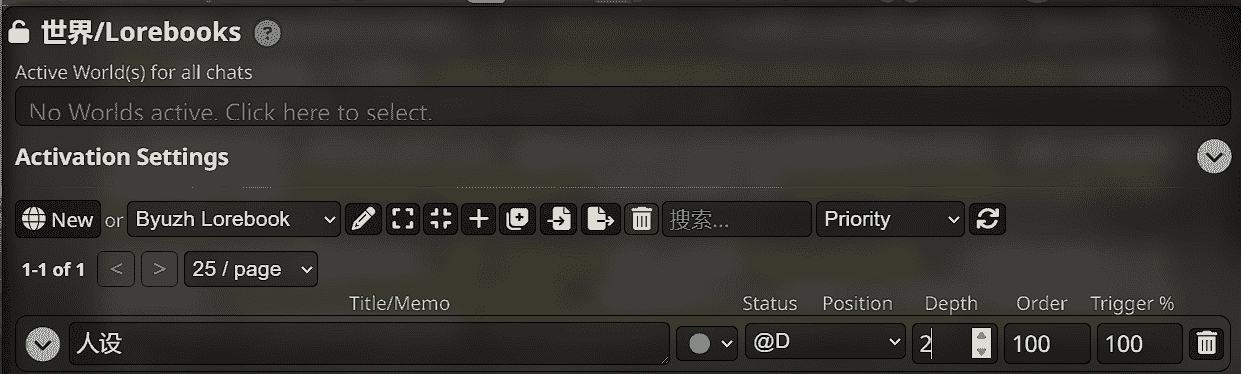 世界/Lorebooks ?
Active World(s) for all chats
No Worlds active. Click here to select.
Activation Settings
New or Byuzh Lorebook 搜索... Priority
1-1 of 1 < > 25 / page
Title/Memo Status Position Depth Order Trigger %
人设 @D 2 100 100